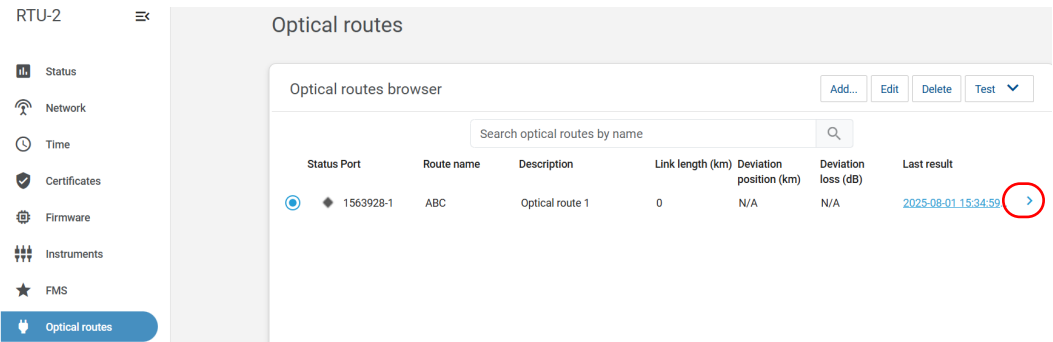 RTU-2
Status
Network
Time
Certificates
Firmware
Instruments
FMS
Optical routes
Optical routes
Optical routes browser
Add...
Edit
Delete
Test
Search optical routes by name
Status Port Route name Description Link length (km) Deviation position (km) Deviation loss (dB) Last result
1563928-1 ABC Optical route 1 0 N/A N/A 2025-08-01 15:34:59